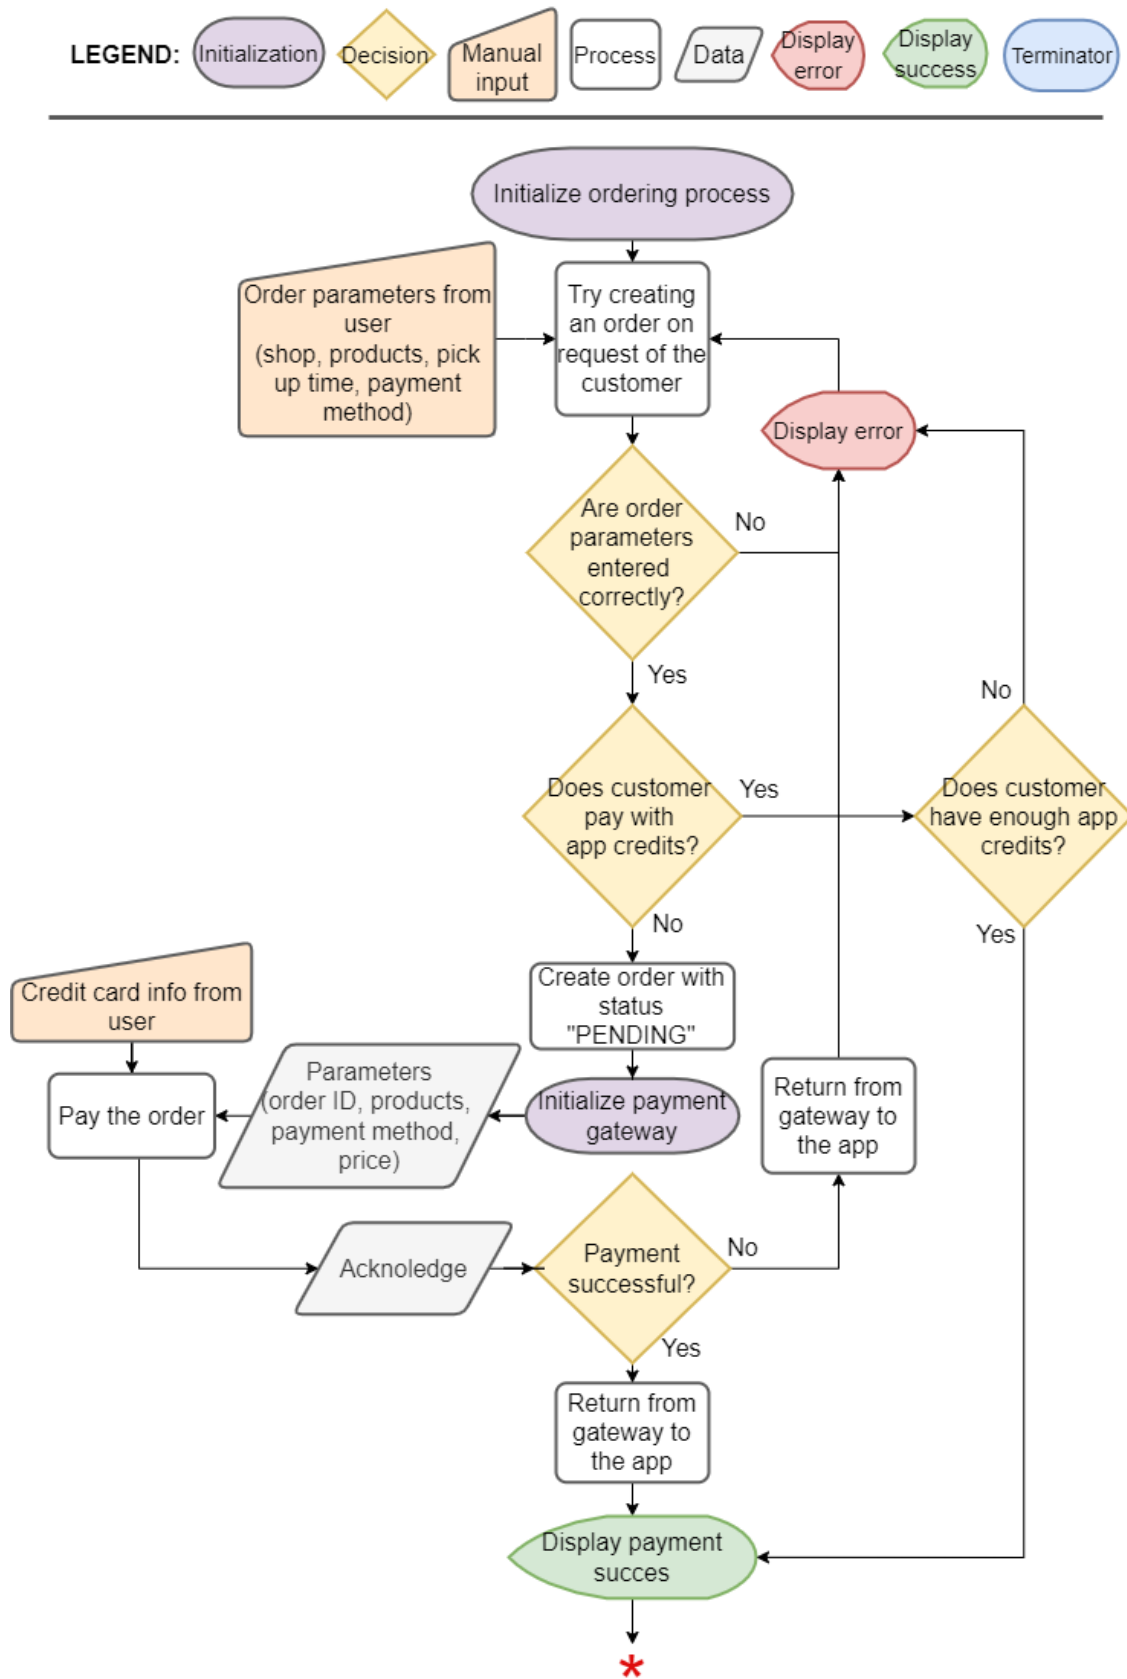 LEGEND:
Initialization
Decision
Manual
input
Process
Data
Display
error
Display
success
Terminator
Initialize ordering process
Order parameters from
user
(shop, products, pick
up time, payment
method)
Try creating
an order on
request of the
customer
Display error
Are order
parameters
entered
correctly?
No
Yes
Does customer
pay with
app credits?
Yes
No
Does customer
have enough app
credits?
No
Yes
Create order with
status
"PENDING"
Credit card info from
user
Initialize payment
gateway
Parameters
(order ID, products,
payment method,
price)
Pay the order
Return from
gateway to
the app
Acknoledge
Payment
successful?
No
Yes
Return from
gateway to
the app
Display payment
succes
*